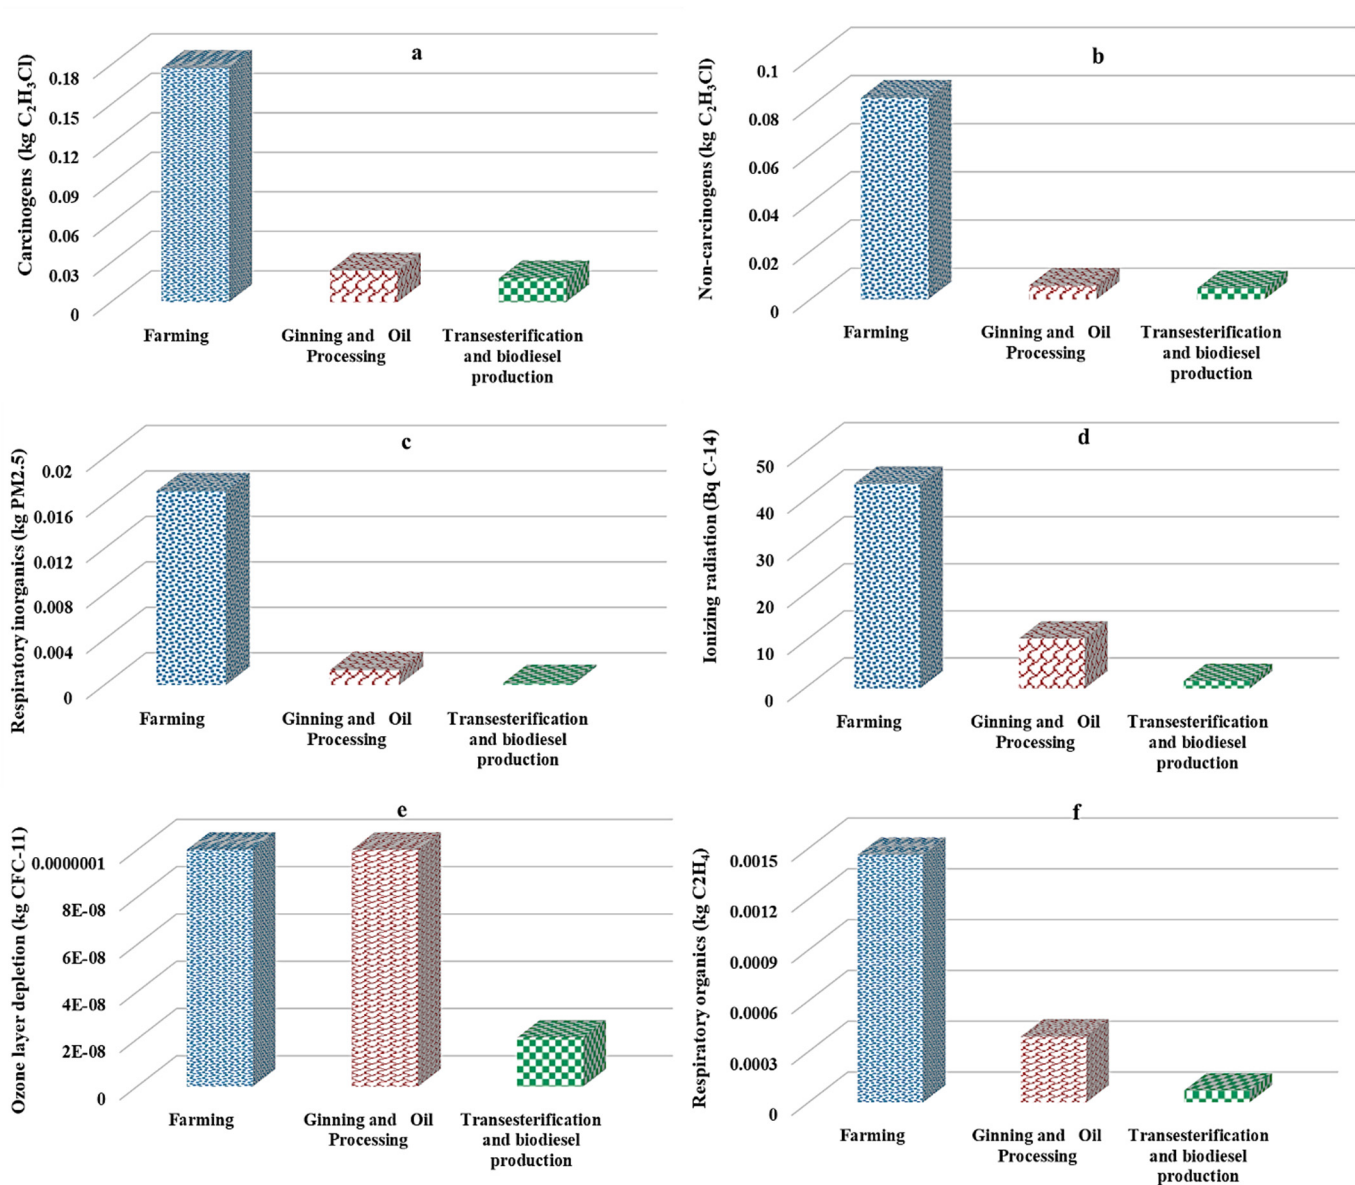 a
Carcinogens (kg C₂H₃Cl)
0.18
0.15
0.12
0.09
0.06
0.03
0
Farming
Ginning and Oil
Processing
Transesterification
and biodiesel
production
b
Non-carcinogens (kg C₂H₃Cl)
0.1
0.08
0.06
0.04
0.02
0
Farming
Ginning and Oil
Processing
Transesterification
and biodiesel
production
c
Respiratory inorganics (kg PM2.5)
0.02
0.016
0.012
0.008
0.004
0
Farming
Ginning and Oil
Processing
Transesterification
and biodiesel
production
d
Ionizing radiation (Bq C-14)
50
40
30
20
10
0
Farming
Ginning and Oil
Processing
Transesterification
and biodiesel
production
e
Ozone layer depletion (kg CFC-11)
0.0000001
8E-08
6E-08
4E-08
2E-08
0
Farming
Ginning and Oil
Processing
Transesterification
and biodiesel
production
f
Respiratory organics (kg C2H₄)
0.0015
0.0012
0.0009
0.0006
0.0003
0
Farming
Ginning and Oil
Processing
Transesterification
and biodiesel
production